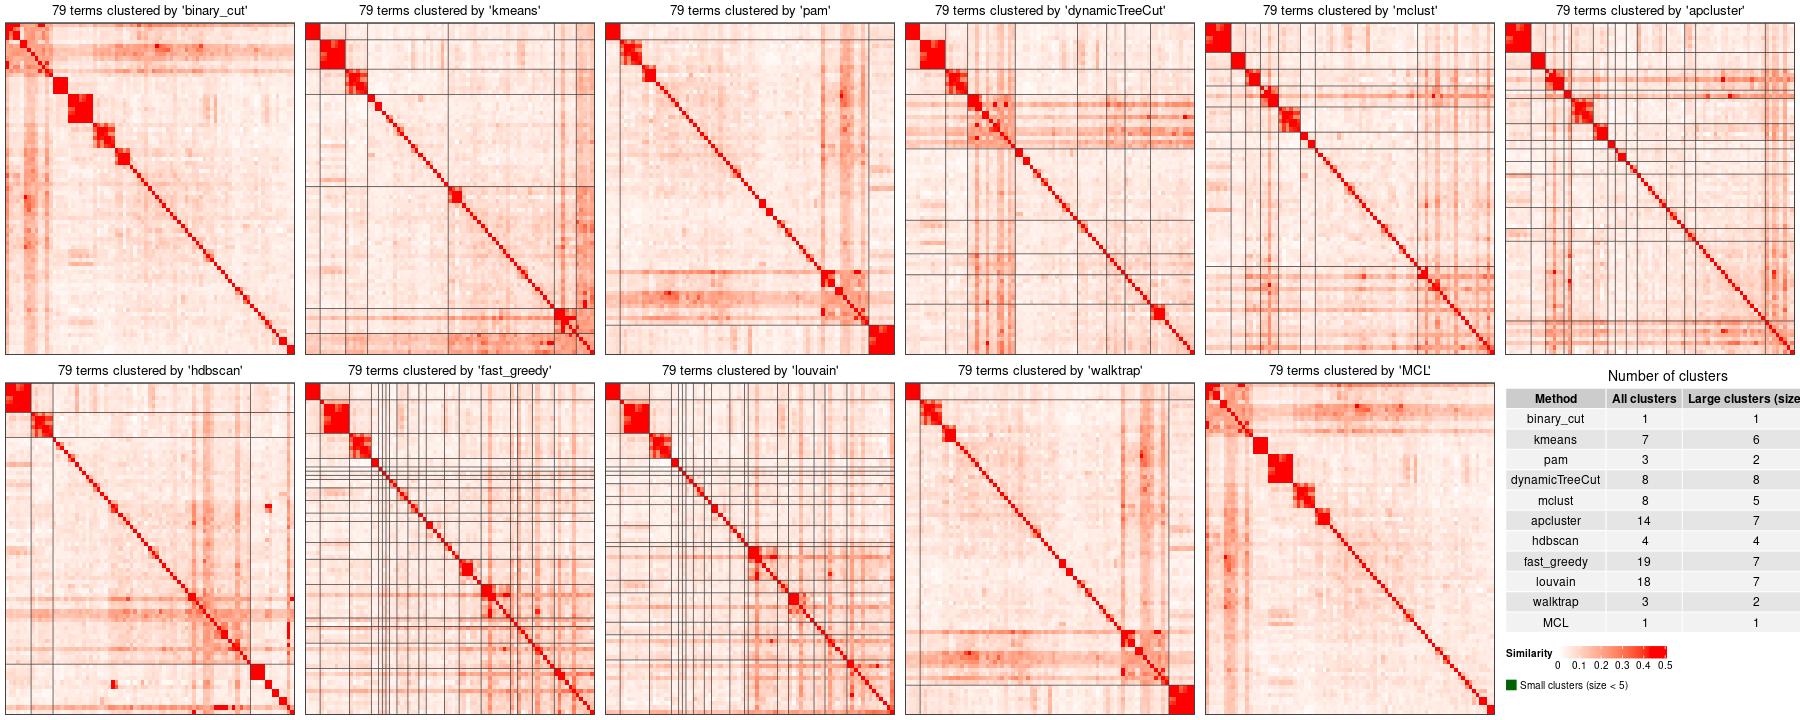 79 terms clustered by 'binary_cut'
79 terms clustered by 'kmeans'
79 terms clustered by 'pam'
79 terms clustered by 'dynamicTreeCut'
79 terms clustered by 'mclust'
79 terms clustered by 'apcluster'
79 terms clustered by 'hdbscan'
79 terms clustered by 'fast_greedy'
79 terms clustered by 'louvain'
79 terms clustered by 'walktrap'
79 terms clustered by 'MCL'
Number of clusters
Method All clusters Large clusters (size
binary_cut 1 1
kmeans 7 6
pam 3 2
dynamicTreeCut 8 8
mclust 8 5
apcluster 14 7
hdbscan 4 4
fast_greedy 19 7
louvain 18 7
walktrap 3 2
MCL 1 1
Similarity
0 0.1 0.2 0.3 0.4 0.5
Small clusters (size < 5)